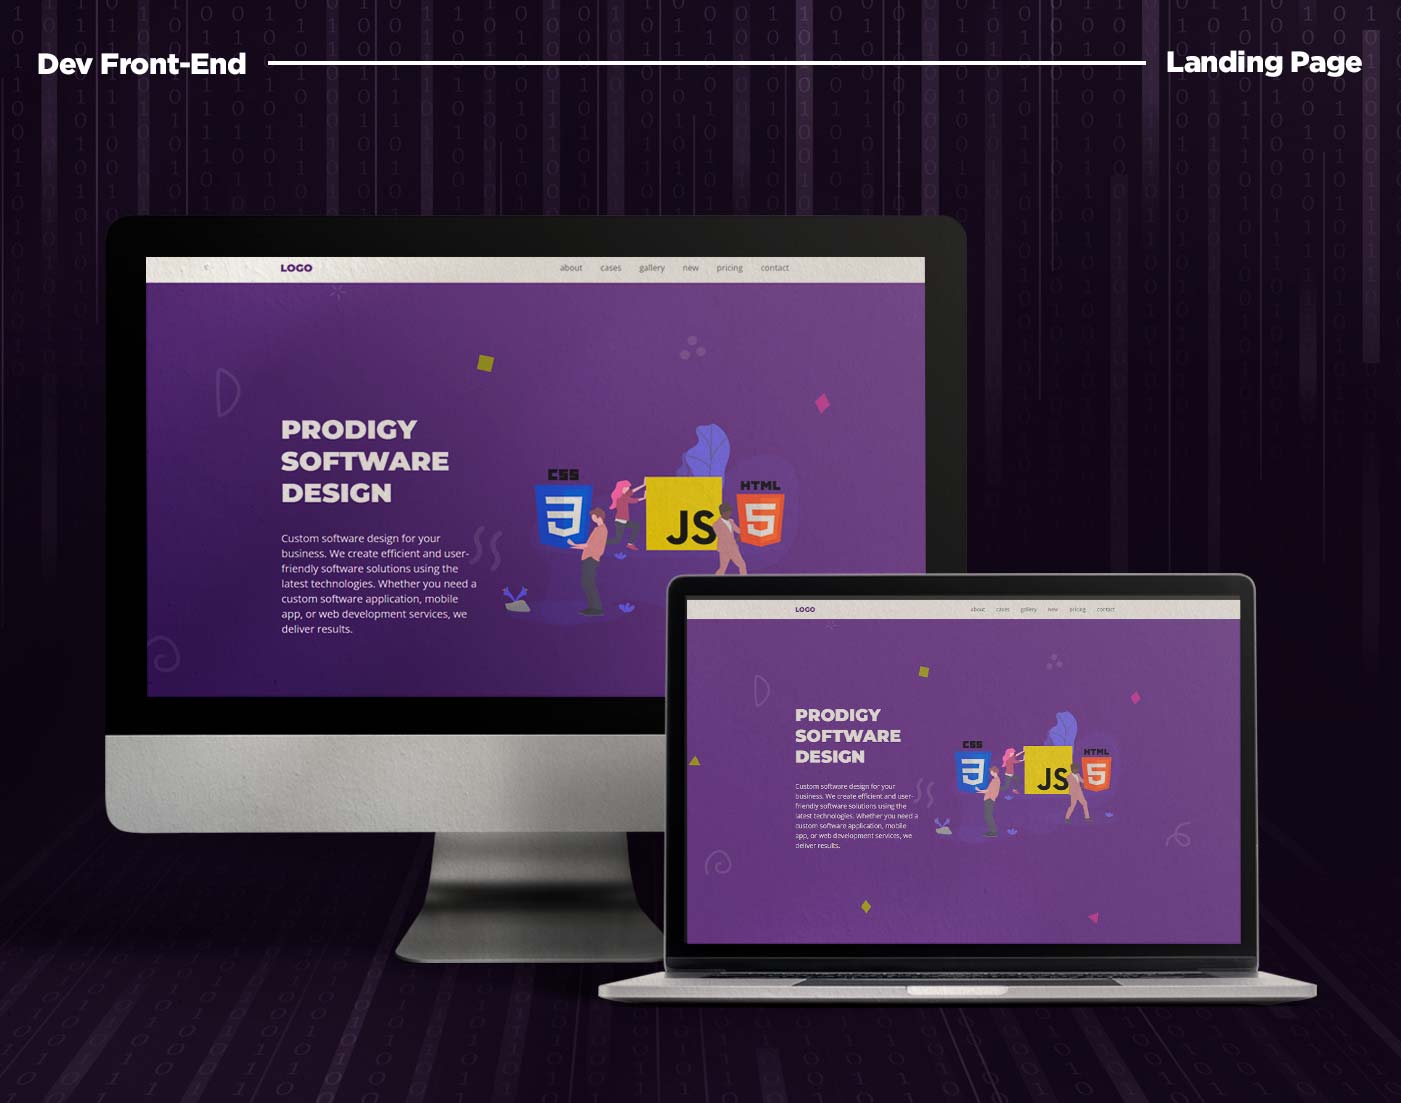 Dev Front-End
Landing Page
LOGO
about cases gallery new pricing contact
PRODIGY
SOFTWARE
DESIGN
Custom software design for your
business. We create efficient and user-
friendly software solutions using the
latest technologies. Whether you need a
custom software application, mobile
app, or web development services, we
deliver results.
CSS
3
JS
HTML
5
LOGO
about cases gallery new pricing contact
PRODIGY
SOFTWARE
DESIGN
Custom software design for your
business. We create efficient and user-
friendly software solutions using the
latest technologies. Whether you need a
custom software application, mobile
app, or web development services, we
deliver results.
CSS
3
JS
HTML
5